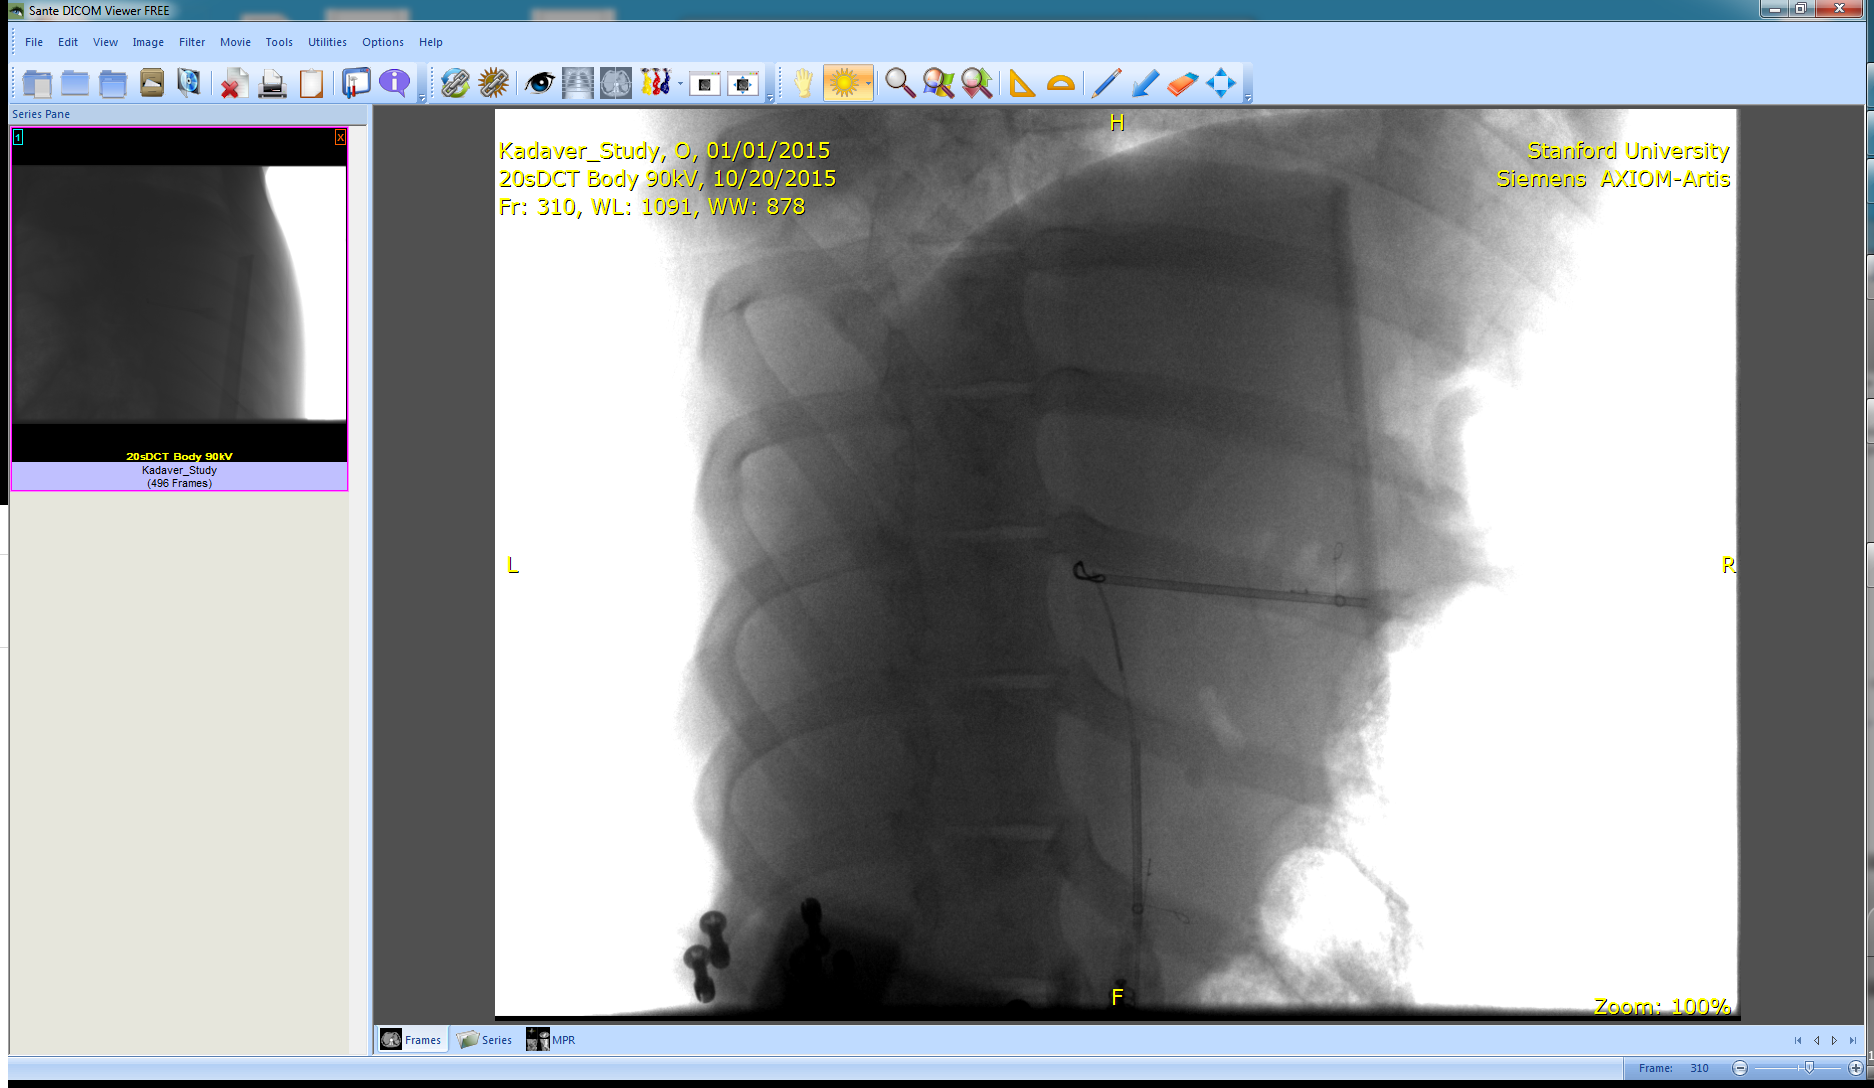 Sante DICOM Viewer FREE
File Edit View Image Filter Movie Tools Utilities Options Help
Series Pane
1 X
20sDCT Body 90kV
Kadaver_Study
(496 Frames)
H
Kadaver_Study, O, 01/01/2015
20sDCT Body 90kV, 10/20/2015
Fr: 310, WL: 1091, WW: 878
Stanford University
Siemens AXIOM-Artis
L
R
F
Zoom: 100%
Frames Series MPR
Frame: 310